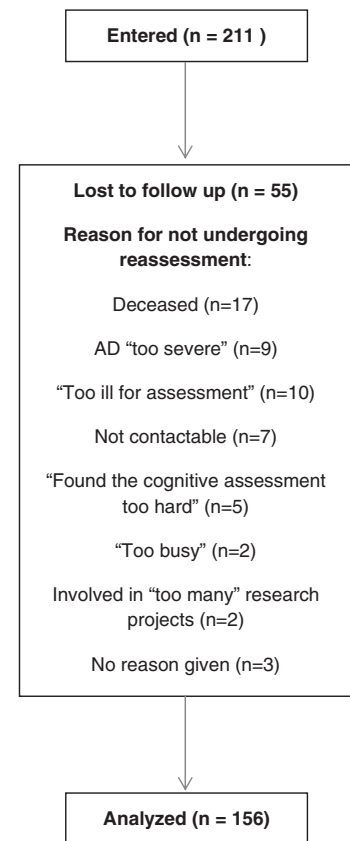 Entered (n = 211 )
Lost to follow up (n = 55)
Reason for not undergoing
reassessment:
Deceased (n=17)
AD “too severe” (n=9)
“Too ill for assessment” (n=10)
Not contactable (n=7)
“Found the cognitive assessment
too hard” (n=5)
“Too busy” (n=2)
Involved in “too many” research
projects (n=2)
No reason given (n=3)
Analyzed (n = 156)